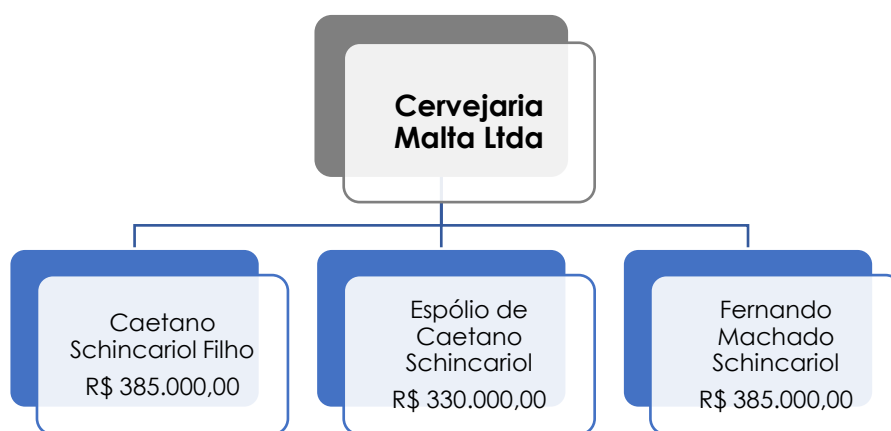 Cervejaria
Malta Ltda
Caetano
Schincariol Filho
R$ 385.000,00
Espólio de
Caetano
Schincariol
R$ 330.000,00
Fernando
Machado
Schincariol
R$ 385.000,00